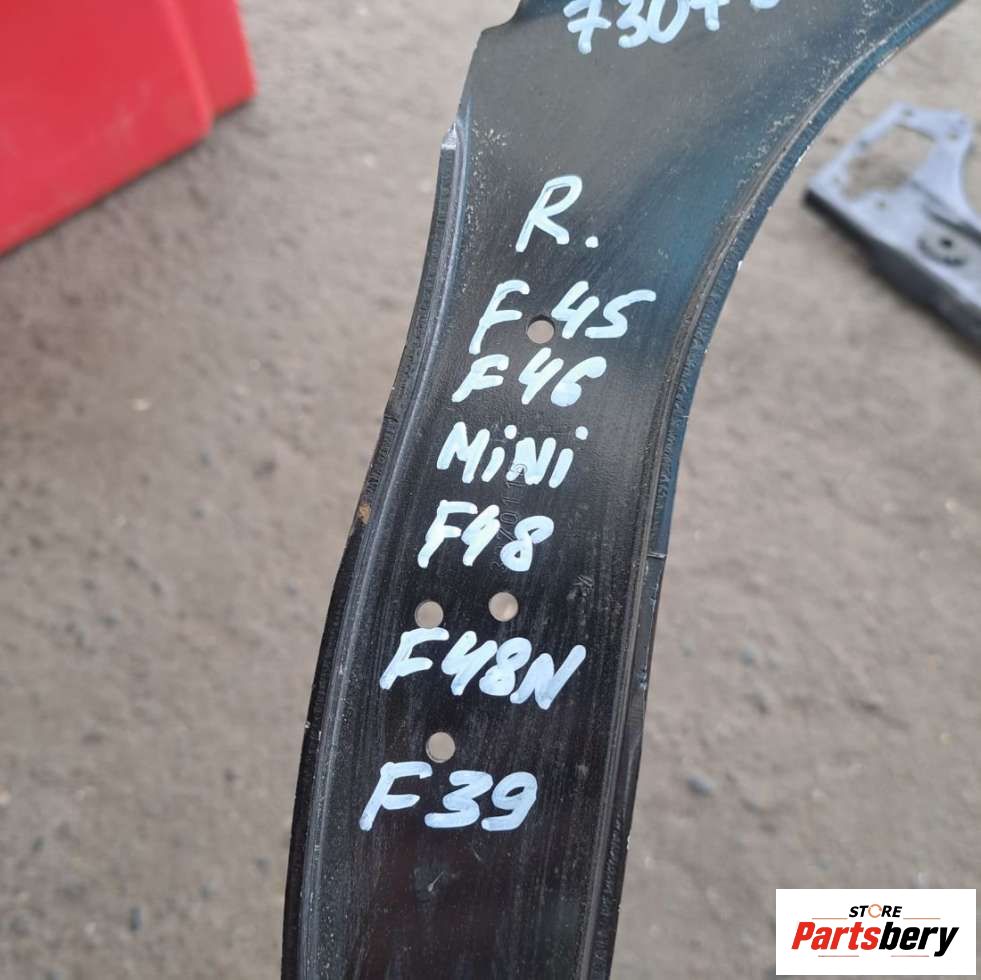 R.
F45
F46
MiNi
F48
F48N
F39
STORE
Partsbery